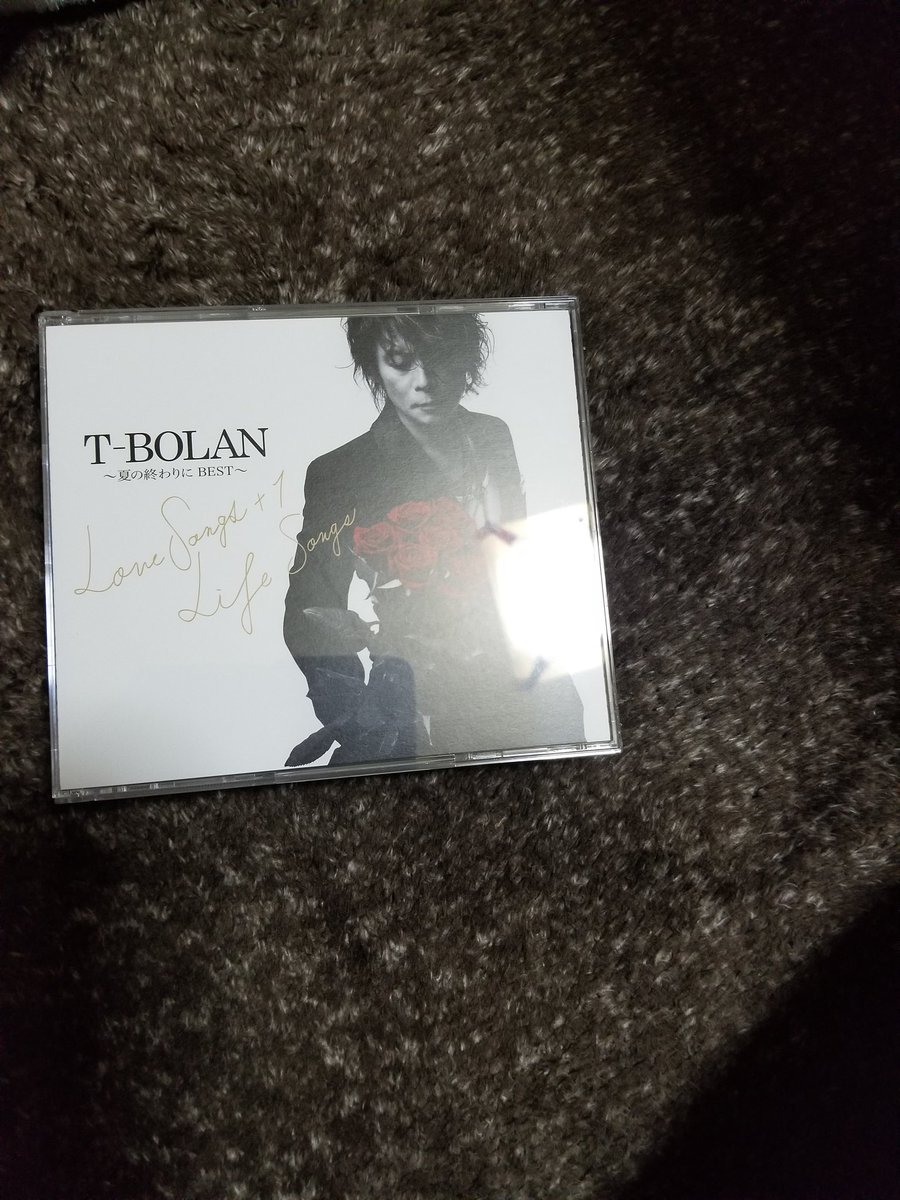 T-BOLAN
～夏の終わりに BEST～
Love Songs +1
Life Songs